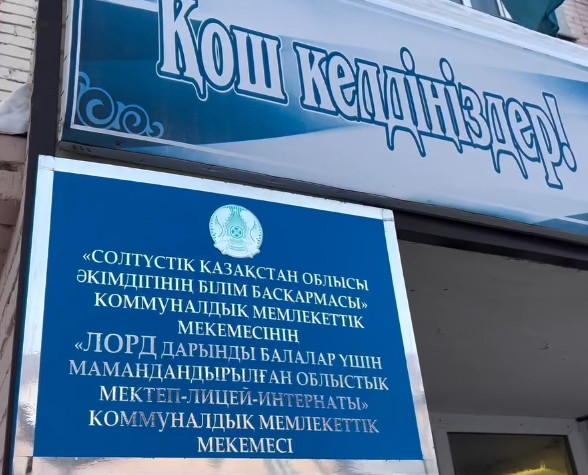 Қош келдіңіздер!
«СОЛТҮСТІК ҚАЗАҚСТАН ОБЛЫСЫ
ӘКІМДІГІНІҢ БІЛІМ БАСҚАРМАСЫ»
КОММУНАЛДЫҚ МЕМЛЕКЕТТІК
МЕКЕМЕСІНІҢ
«ЛОРД ДАРЫНДЫ БАЛАЛАР ҮШІН
МАМАНДАНДЫРЫЛҒАН ОБЛЫСТЫҚ
МЕКТЕП-ЛИЦЕЙ-ИНТЕРНАТЫ»
КОММУНАЛДЫҚ МЕМЛЕКЕТТІК
МЕКЕМЕСІ